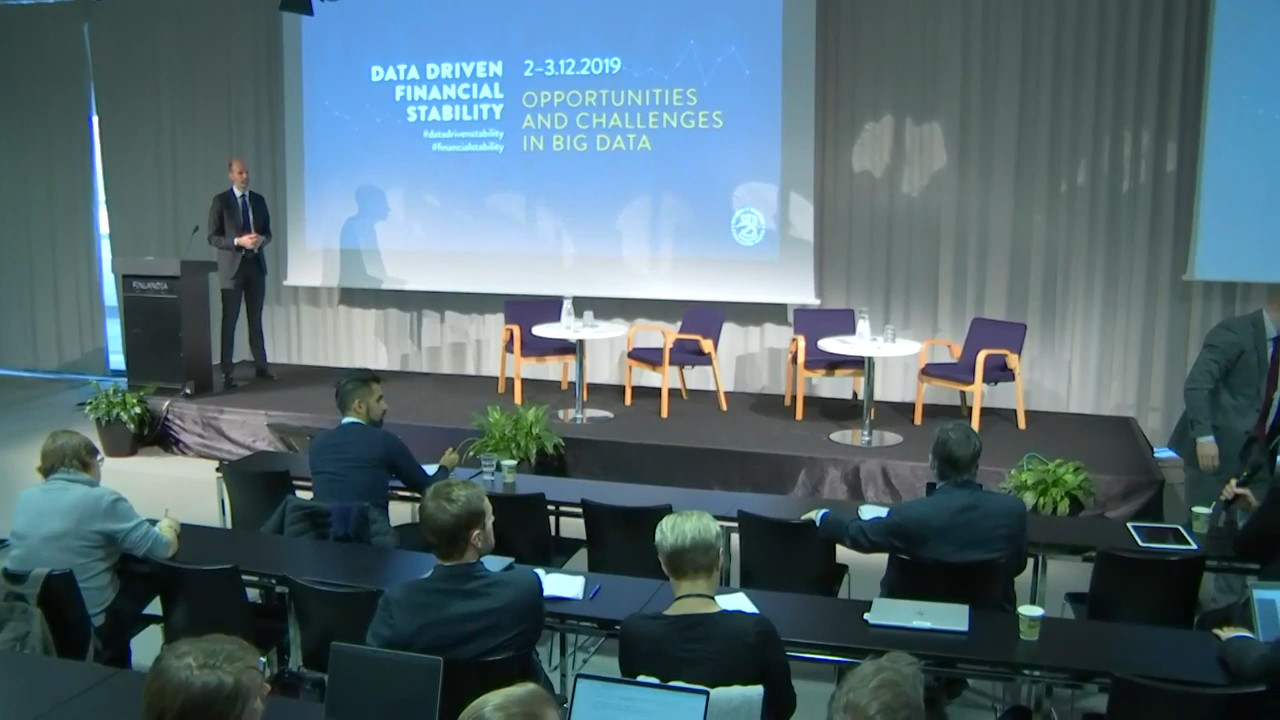 DATA DRIVEN
FINANCIAL
STABILITY
#datadrivenstability
#financialstability
2–3.12.2019
OPPORTUNITIES
AND CHALLENGES
IN BIG DATA
FINLANDIA